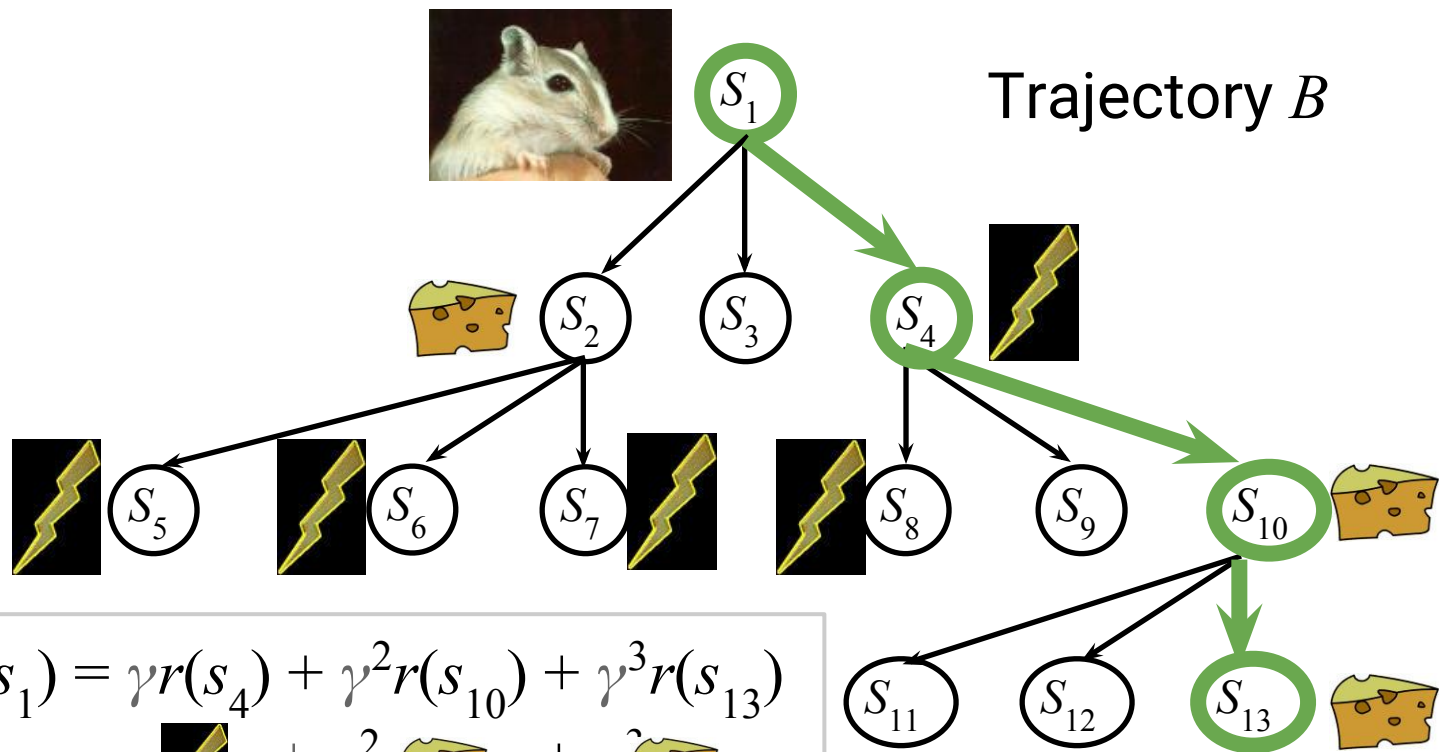 S₁
Trajectory B
S₂ S₃ S₄
S₅ S₆ S₇ S₈ S₉ S₁₀
s₁) = γr(s₄) + γ²r(s₁₀) + γ³r(s₁₃)
S₁₁ S₁₂ S₁₃